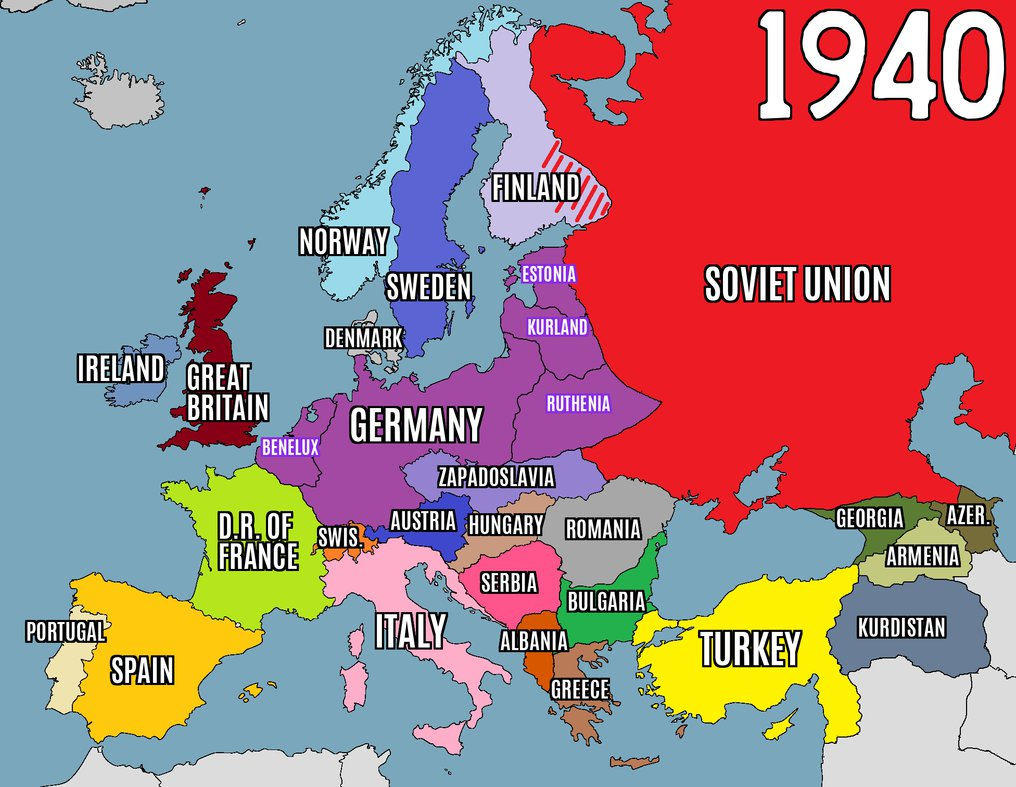 1940
FINLAND
NORWAY
SWEDEN
ESTONIA
SOVIET UNION
KURLAND
DENMARK
IRELAND
GREAT
BRITAIN
RUTHENIA
GERMANY
BENELUX
ZAPADOSLAVIA
D.R. OF
FRANCE
SWIS.
AUSTRIA
HUNGARY
ROMANIA
GEORGIA
AZER.
ARMENIA
SERBIA
BULGARIA
PORTUGAL
SPAIN
ITALY
ALBANIA
TURKEY
KURDISTAN
GREECE